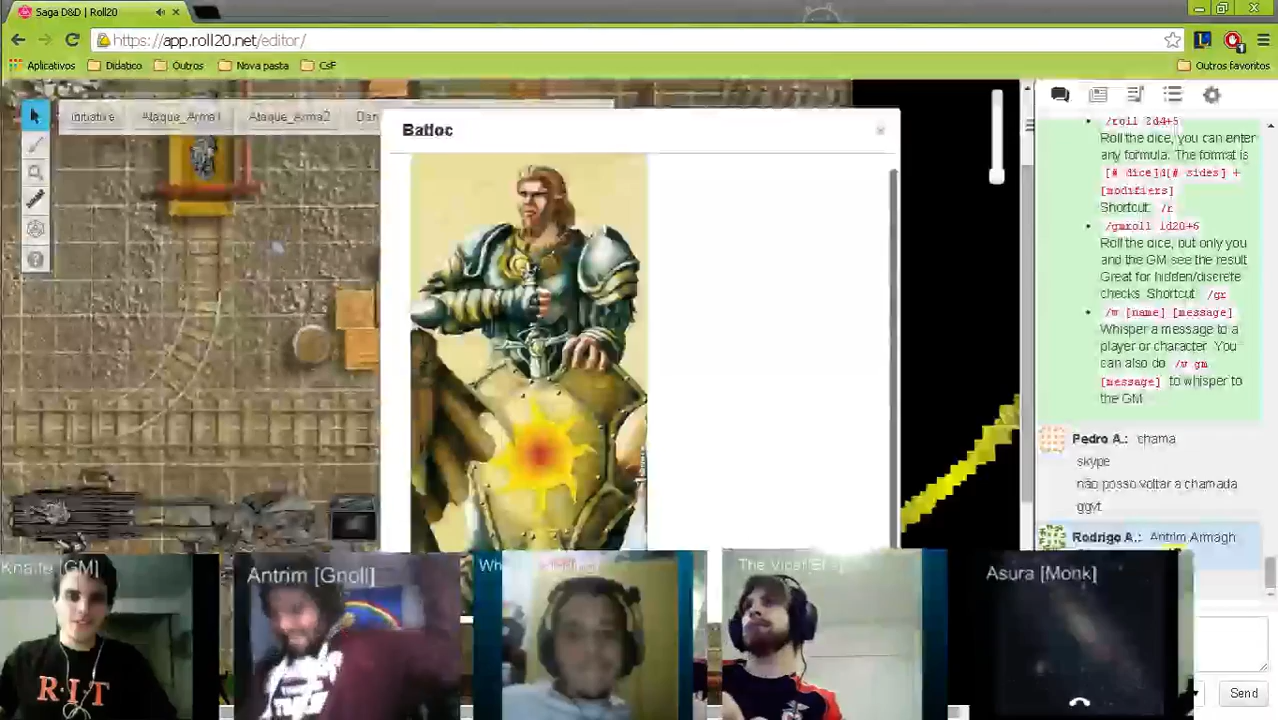 Saga D&D | Roll20
https://app.roll20.net/editor/
Aplicativos Didatico Outros Nova pasta CsF Outros favoritos
Initiative Ataque_Arma1 Ataque_Arma2
Batloc
/roll 2d4+5
Roll the dice, you can enter
any formula. The format is
[# dice]d[# sides] +
[modifiers]
Shortcut: /r
/gmroll 1d20+6
Roll the dice, but only you
and the GM see the result.
Great for hidden/discrete
checks. Shortcut: /gr
/w [name] [message]
Whisper a message to a
player or character. You
can also do /w gm
[message] to whisper to
the GM.
Pedro A.: chama
skype
não posso voltar a chamada
ggyt
Rodrigo A.: Antrim Armagh
[GM]
Antrim [Gnoll]
Asura [Monk]
R·I·T
Send